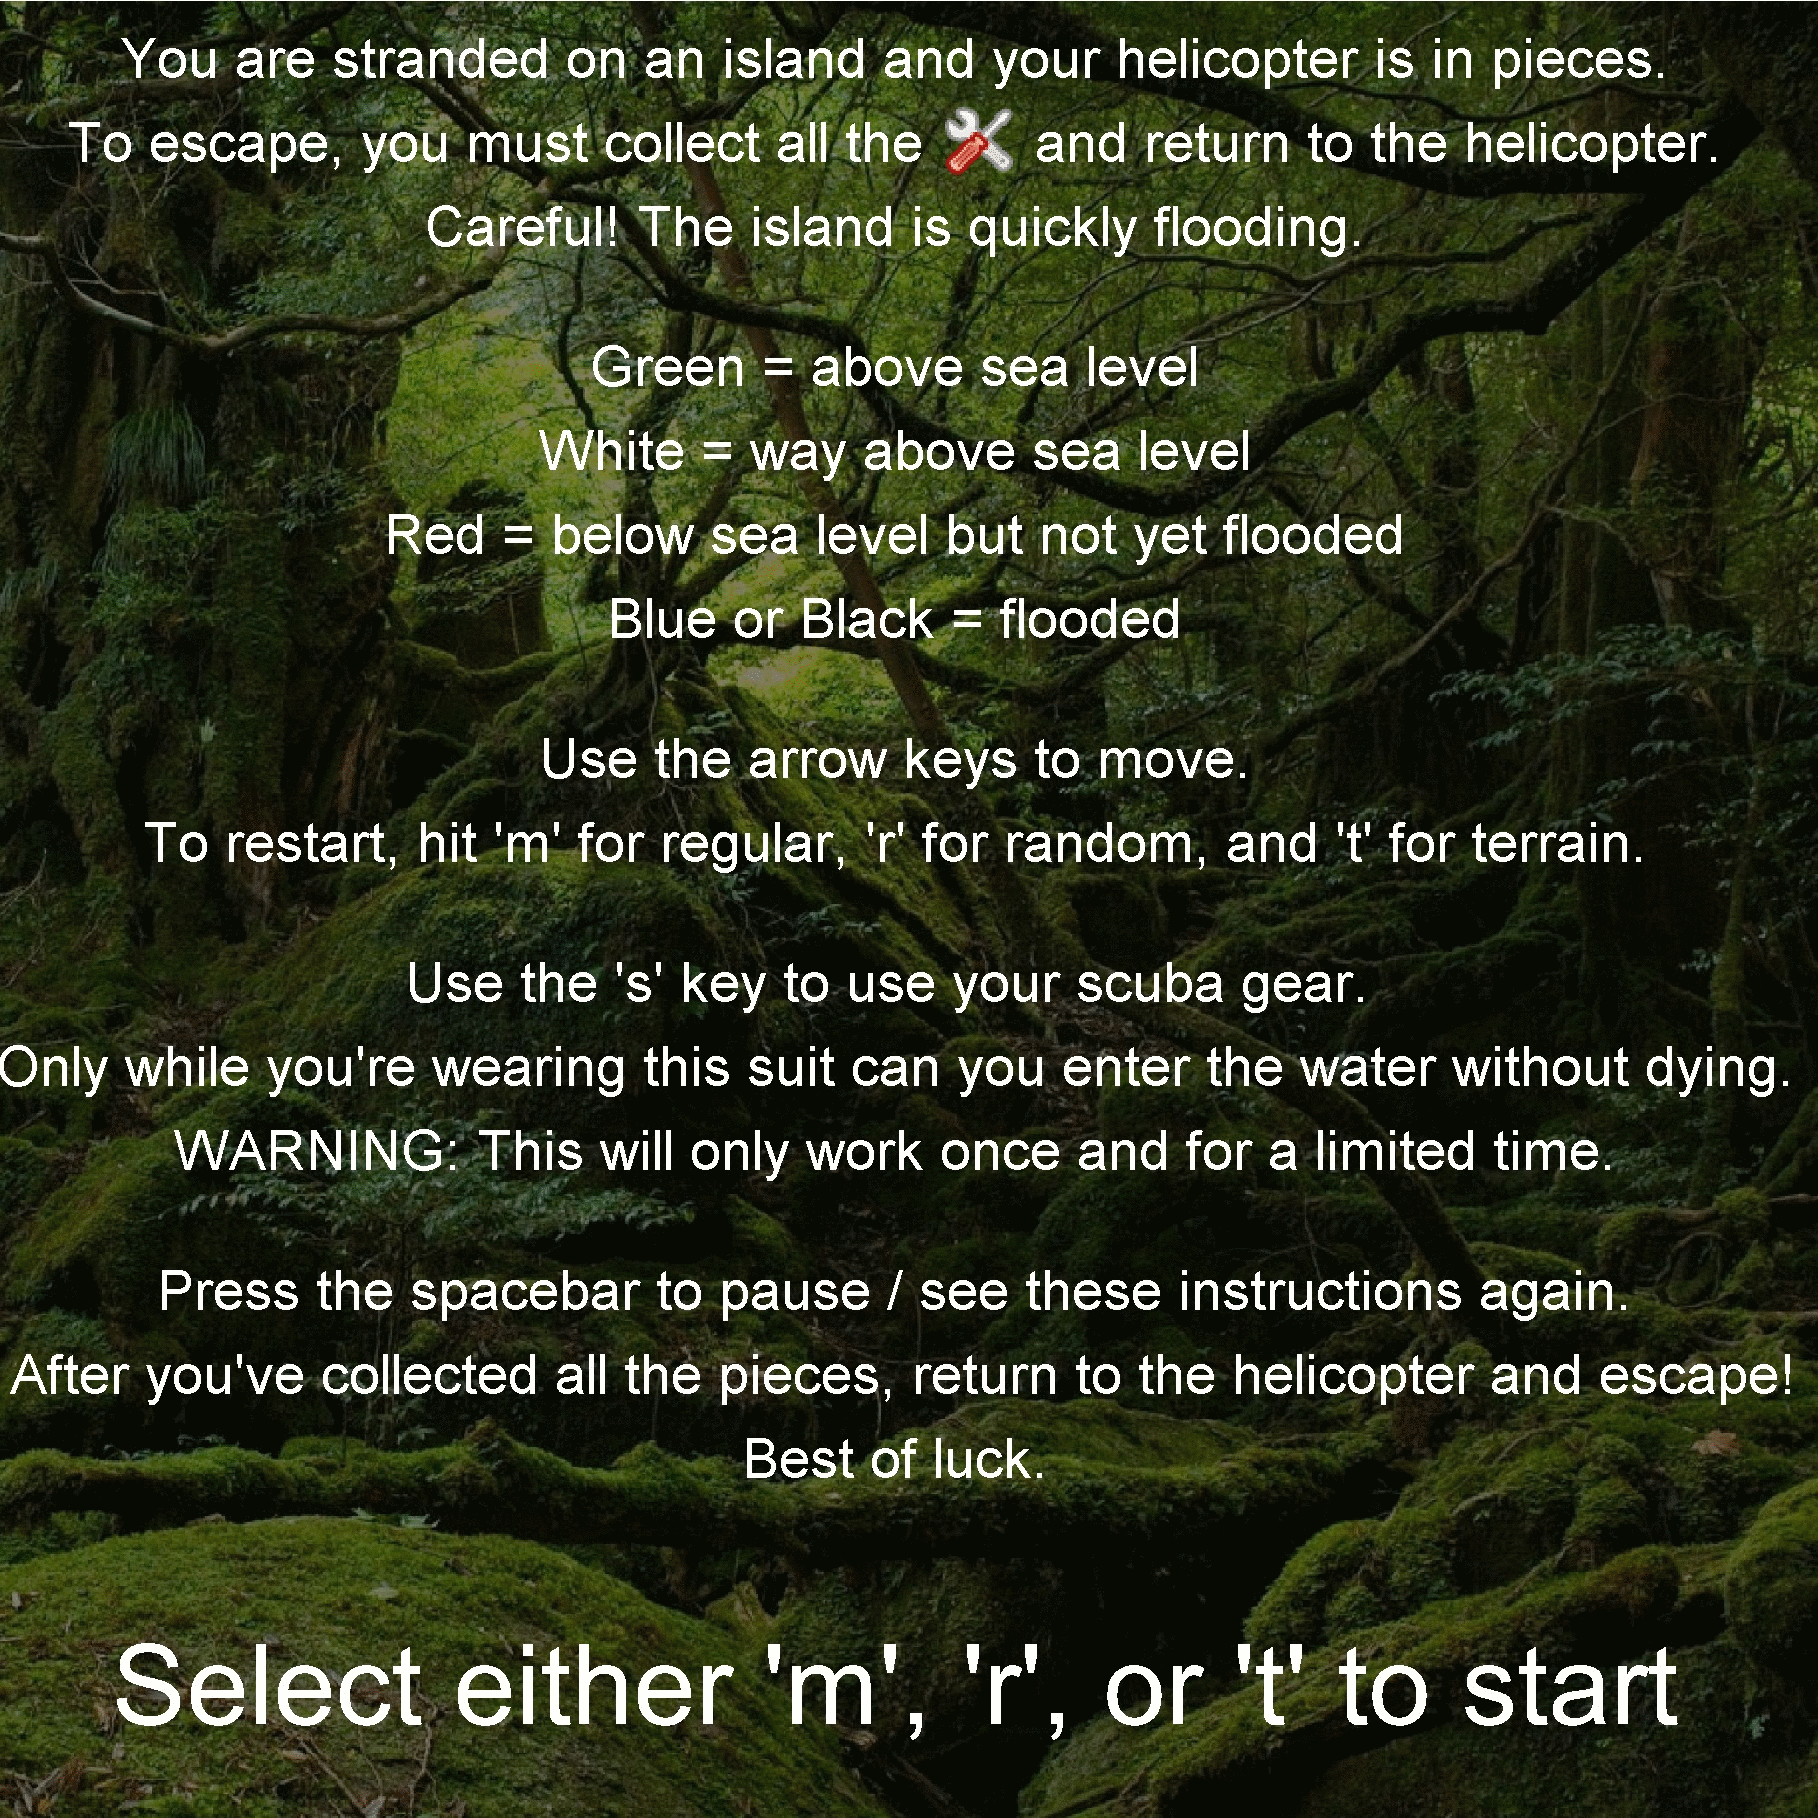 You are stranded on an island and your helicopter is in pieces.
To escape, you must collect all the and return to the helicopter.
Careful! The island is quickly flooding.
Green = above sea level
White = way above sea level
Red = below sea level but not yet flooded
Blue or Black = flooded
Use the arrow keys to move.
To restart, hit 'm' for regular, 'r' for random, and 't' for terrain.
Use the 's' key to use your scuba gear.
Only while you're wearing this suit can you enter the water without dying.
WARNING: This will only work once and for a limited time.
Press the spacebar to pause / see these instructions again.
After you've collected all the pieces, return to the helicopter and escape!
Best of luck.
Select either 'm', 'r', or 't' to start